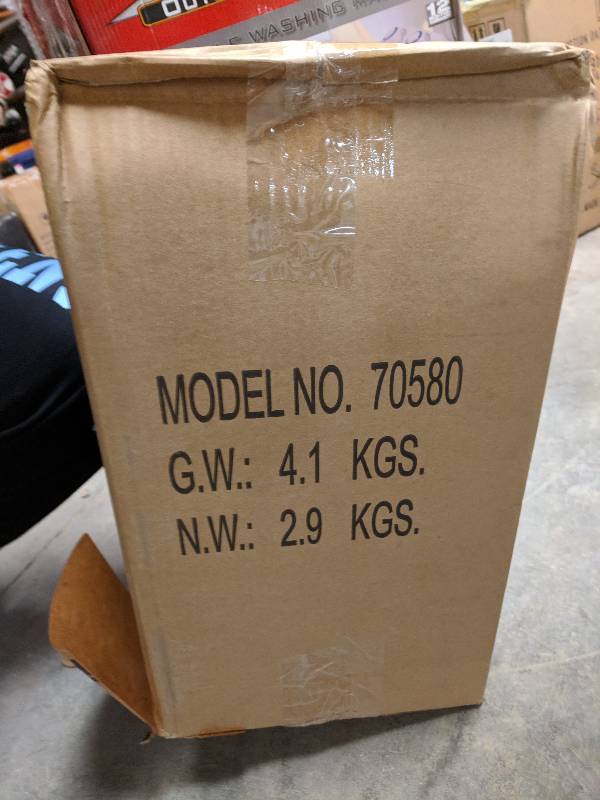 WASHING
12
MODEL NO. 70580
G.W.: 4.1 KGS.
N.W.: 2.9 KGS.